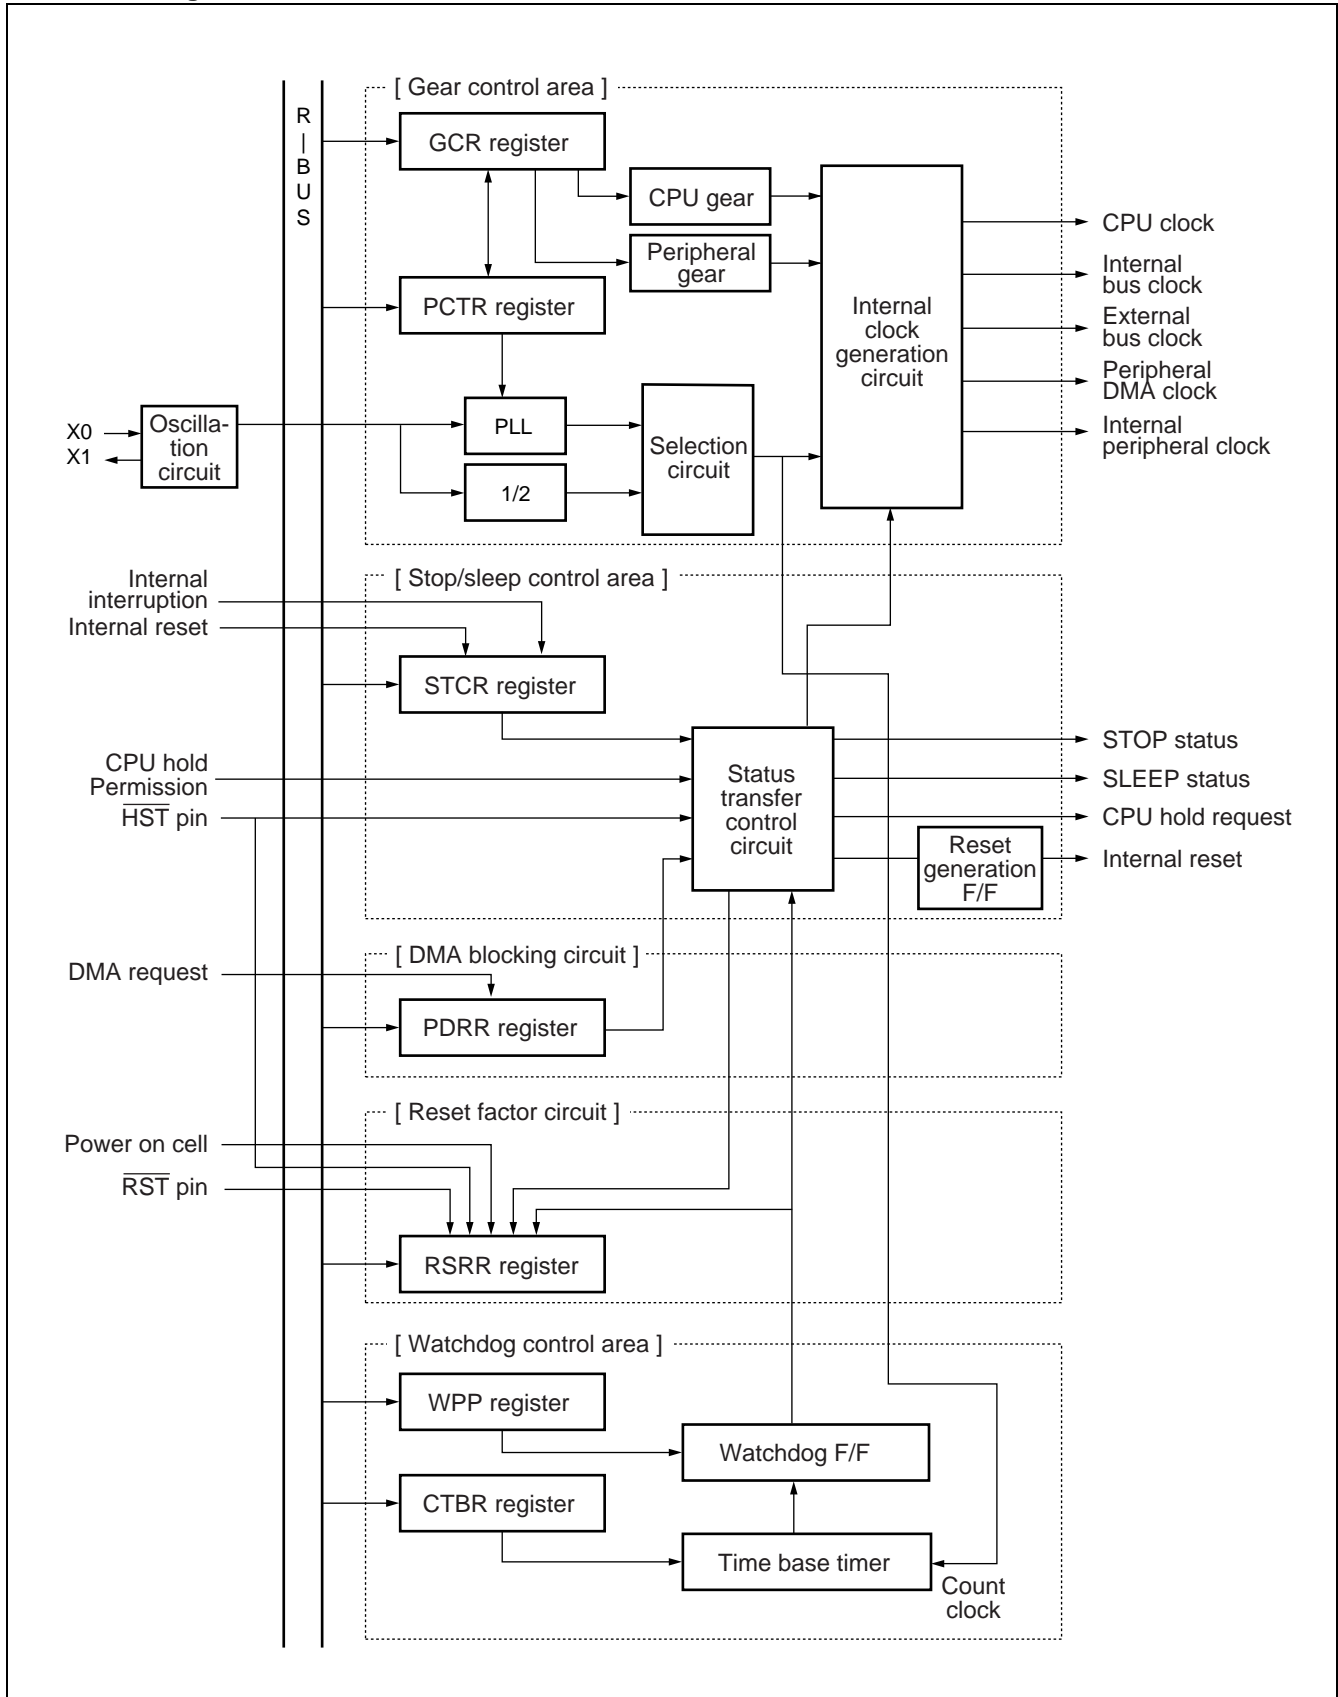 [ Gear control area ]
R
|
B
U
S
GCR register
CPU gear
Peripheral
gear
PCTR register
Internal
clock
generation
circuit
CPU clock
Internal
bus clock
External
bus clock
Peripheral
DMA clock
Internal
peripheral clock
X0
X1
Oscilla-
tion
circuit
PLL
1/2
Selection
circuit
[ Stop/sleep control area ]
Internal
interruption
Internal reset
STCR register
CPU hold
Permission
HST pin
Status
transfer
control
circuit
STOP status
SLEEP status
CPU hold request
Reset
generation
F/F
Internal reset
[ DMA blocking circuit ]
DMA request
PDRR register
[ Reset factor circuit ]
Power on cell
RST pin
RSRR register
[ Watchdog control area ]
WPP register
Watchdog F/F
CTBR register
Time base timer
Count
clock